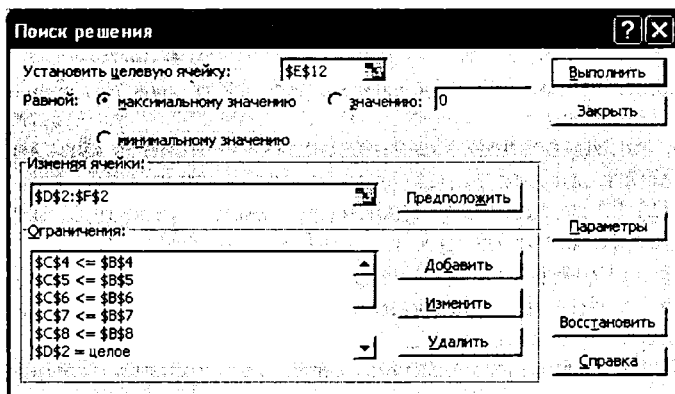 Поиск решения
Установить целевую ячейку: $E$12
Выполнить
Равной: максимальному значению значению: 0
Закрыть
минимальному значению
Изменяя ячейки:
$D$2:$F$2
Предположить
Параметры
Ограничения:
$C$4 <= $B$4
$C$5 <= $B$5
$C$6 <= $B$6
$C$7 <= $B$7
$C$8 <= $B$8
$D$2 = целое
Добавить
Изменить
Удалить
Восстановить
Справка